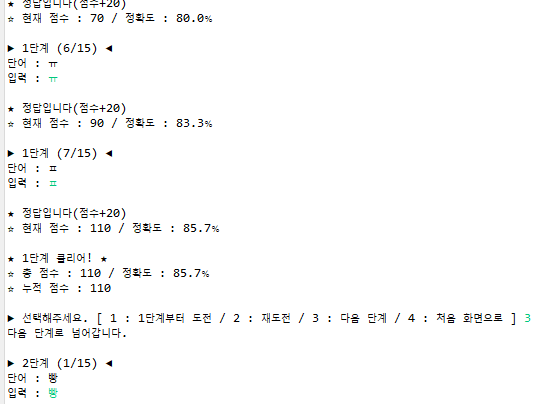 ★ 정답입니다(점수+20)
☆ 현재 점수 : 70 / 정확도 : 80.0%
▶ 1단계 (6/15) ◀
단어 : ㅠ
입력 : ㅠ
★ 정답입니다(점수+20)
☆ 현재 점수 : 90 / 정확도 : 83.3%
▶ 1단계 (7/15) ◀
단어 : ㅍ
입력 : ㅍ
★ 정답입니다(점수+20)
☆ 현재 점수 : 110 / 정확도 : 85.7%
★ 1단계 클리어! ★
☆ 총 점수 : 110 / 정확도 : 85.7%
☆ 누적 점수 : 110
▶ 선택해주세요. [ 1 : 1단계부터 도전 / 2 : 재도전 / 3 : 다음 단계 / 4 : 처음 화면으로 ] 3
다음 단계로 넘어갑니다.
▶ 2단계 (1/15) ◀
단어 : 빵
입력 : 빵